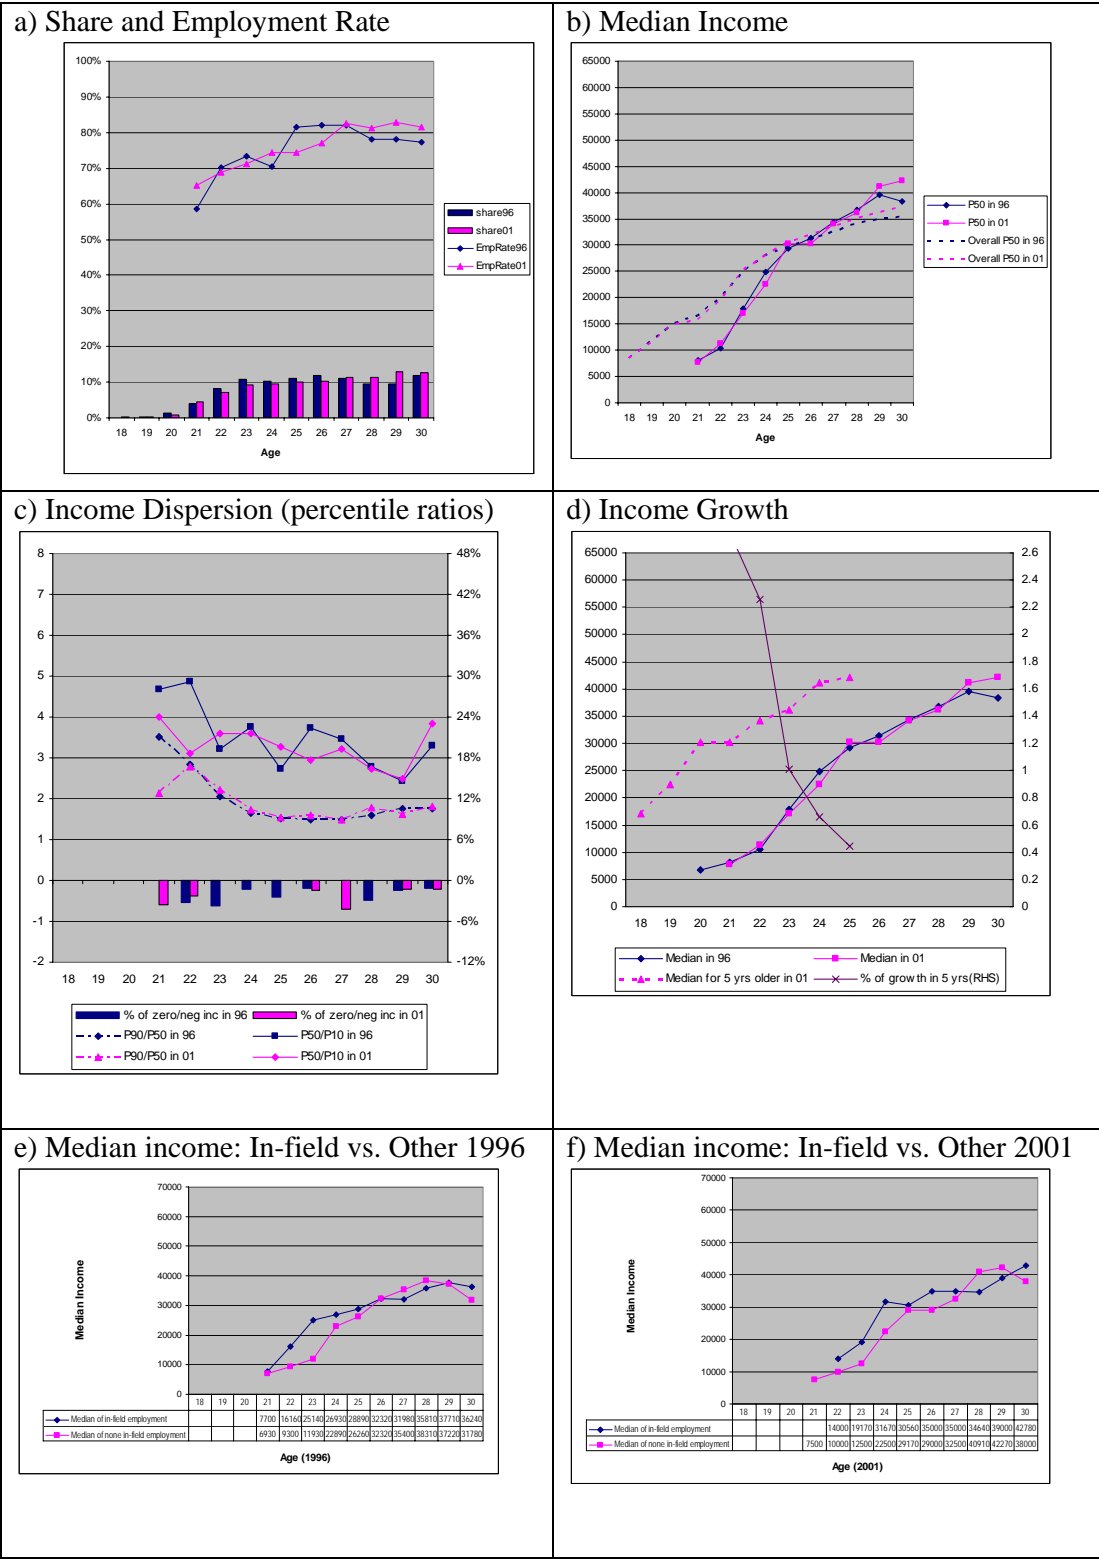 a) Share and Employment Rate
100%
90%
80%
70%
60%
50%
40%
30%
20%
10%
0%
18 19 20 21 22 23 24 25 26 27 28 29 30
Age
share96
share01
EmpRate96
EmpRate01
b) Median Income
65000
60000
55000
50000
45000
40000
35000
30000
25000
20000
15000
10000
5000
0
18 19 20 21 22 23 24 25 26 27 28 29 30
Age
P50 in 96
P50 in 01
Overall P50 in 96
Overall P50 in 01
c) Income Dispersion (percentile ratios)
8 48%
7 42%
6 36%
5 30%
4 24%
3 18%
2 12%
1 6%
0 0%
-1 -6%
-2 -12%
18 19 20 21 22 23 24 25 26 27 28 29 30
% of zero/neg inc in 96 % of zero/neg inc in 01
P90/P50 in 96 P50/P10 in 96
P90/P50 in 01 P50/P10 in 01
d) Income Growth
65000 2.6
60000 2.4
55000 2.2
50000 2
45000 1.8
40000 1.6
35000 1.4
30000 1.2
25000 1
20000 0.8
15000 0.6
10000 0.4
5000 0.2
0 0
18 19 20 21 22 23 24 25 26 27 28 29 30
Median in 96 Median in 01
Median for 5 yrs older in 01 % of growth in 5 yrs(RHS)
e) Median income: In-field vs. Other 1996
70000
60000
50000
40000
30000
20000
10000
0
Median Income
18 19 20 21 22 23 24 25 26 27 28 29 30
Median of in-field employment 7700 16160 25140 26930 28890 32320 31980 35810 37710 36240
Median of none in-field employment 6930 9300 11930 22890 26260 32320 35400 38310 37220 31780
Age (1996)
f) Median income: In-field vs. Other 2001
70000
60000
50000
40000
30000
20000
10000
0
Median Income
18 19 20 21 22 23 24 25 26 27 28 29 30
Median of in-field employment 14000 19170 31670 30560 35000 35000 34640 39000 42780
Median of none in-field employment 7500 10000 12500 22500 29170 29000 32500 40910 42270 38000
Age (2001)